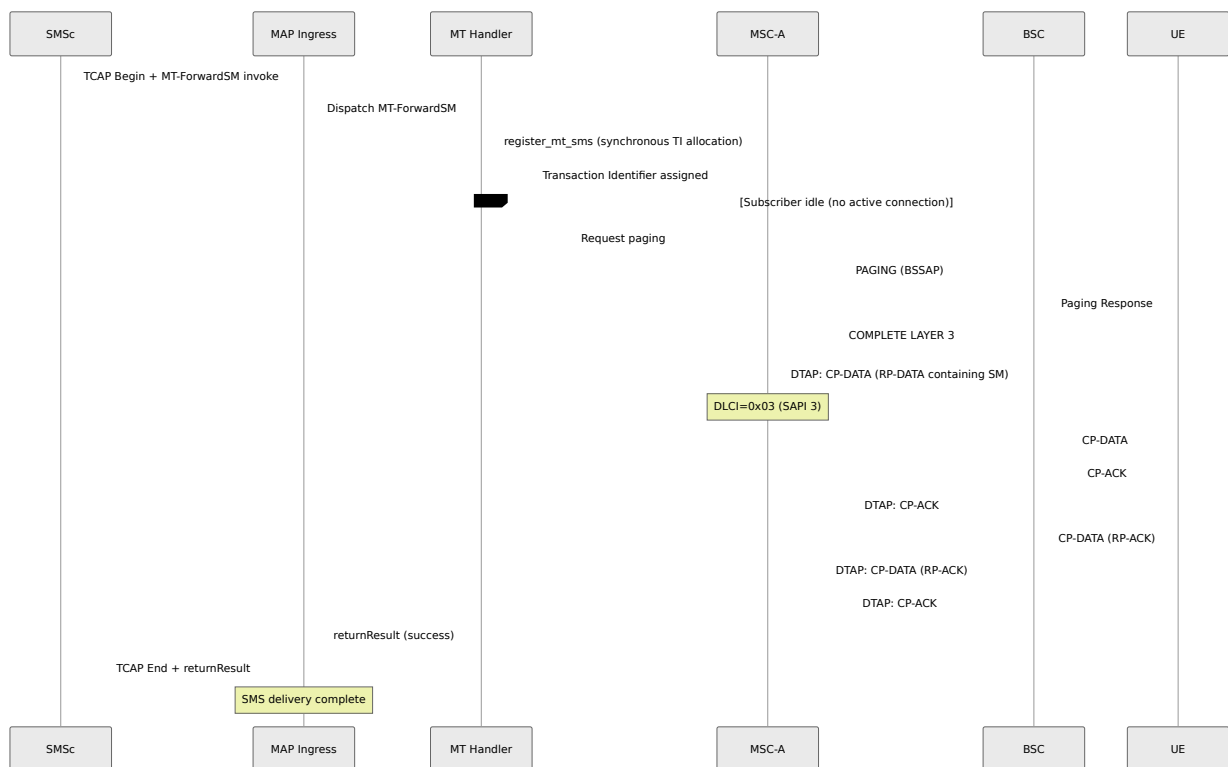 SMSc
MAP Ingress
MT Handler
MSC-A
BSC
UE
TCAP Begin + MT-ForwardSM invoke
Dispatch MT-ForwardSM
register_mt_sms (synchronous TI allocation)
Transaction Identifier assigned
[Subscriber idle (no active connection)]
Request paging
PAGING (BSSAP)
Paging Response
COMPLETE LAYER 3
DTAP: CP-DATA (RP-DATA containing SM)
DLCI=0x03 (SAPI 3)
CP-DATA
CP-ACK
DTAP: CP-ACK
CP-DATA (RP-ACK)
DTAP: CP-DATA (RP-ACK)
DTAP: CP-ACK
returnResult (success)
TCAP End + returnResult
SMS delivery complete
SMSc
MAP Ingress
MT Handler
MSC-A
BSC
UE